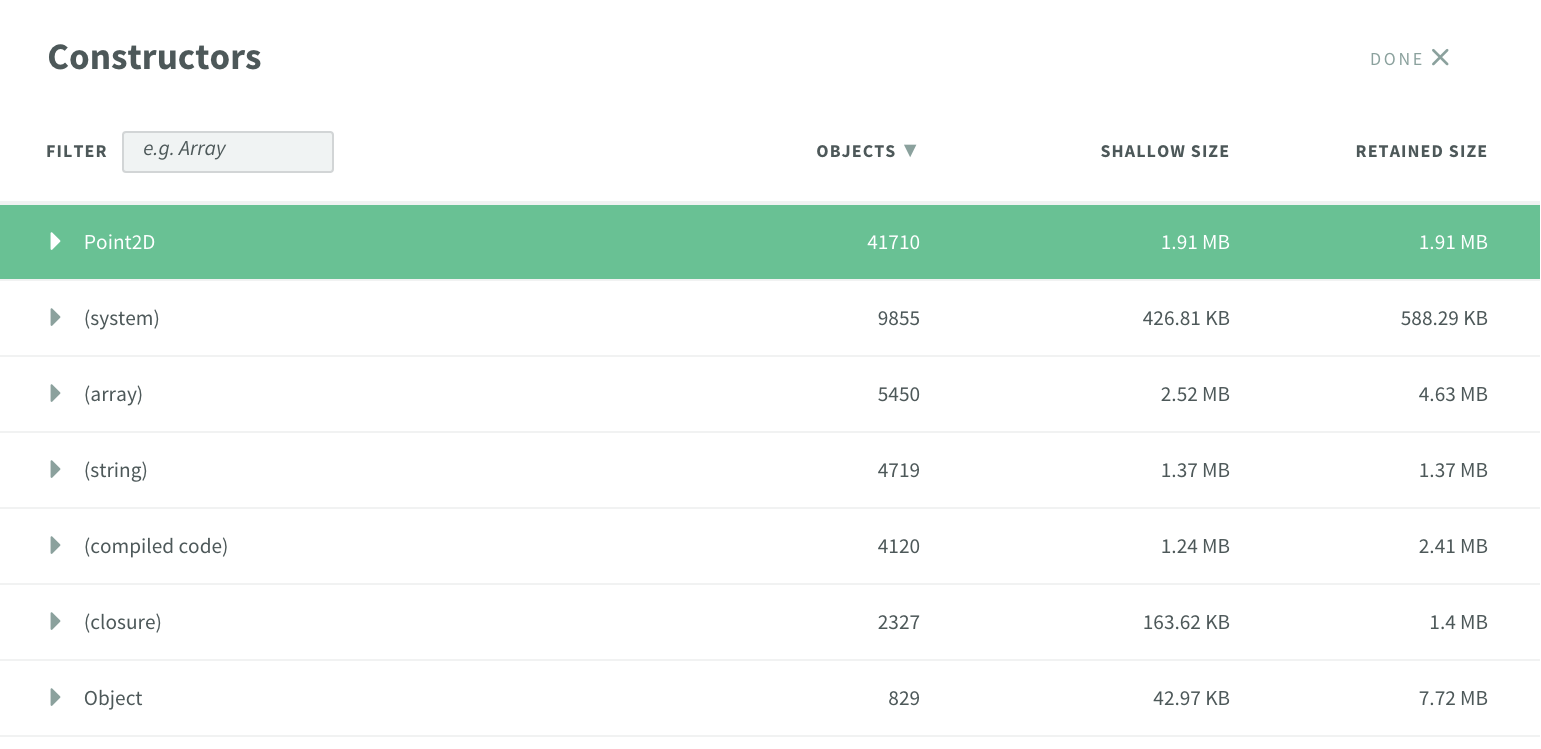 Constructors
DONE ✕
FILTER e.g. Array OBJECTS ▼ SHALLOW SIZE RETAINED SIZE
Point2D 41710 1.91 MB 1.91 MB
(system) 9855 426.81 KB 588.29 KB
(array) 5450 2.52 MB 4.63 MB
(string) 4719 1.37 MB 1.37 MB
(compiled code) 4120 1.24 MB 2.41 MB
(closure) 2327 163.62 KB 1.4 MB
Object 829 42.97 KB 7.72 MB